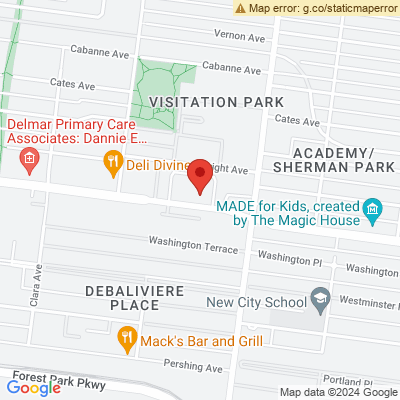 Map error: g.co/staticmaperror
Vernon Ave
Cabanne Ave
Cabanne Ave
Cates Ave
VISITATION PARK
Cates Ave
Delmar Primary Care
Associates: Dannie E...
ACADEMY/
SHERMAN PARK
Deli Divine
MADE for Kids, created
by The Magic House
Washington Terrace
Washington Pl
Washington
Clara Ave
DEBALIVIERE
PLACE
New City School
Westminster
Mack's Bar and Grill
Pershing Ave
Forest Park Pkwy
Portland Pl
Google
Map data ©2024 Google